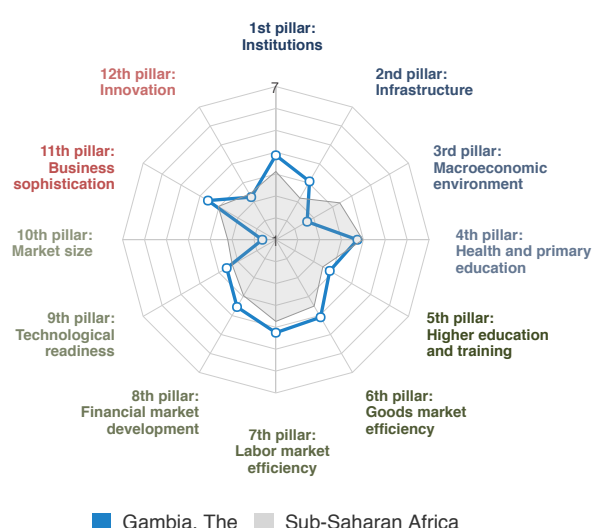 1st pillar:
Institutions
2nd pillar:
Infrastructure
3rd pillar:
Macroeconomic
environment
4th pillar:
Health and primary
education
5th pillar:
Higher education
and training
6th pillar:
Goods market
efficiency
7th pillar:
Labor market
efficiency
8th pillar:
Financial market
development
9th pillar:
Technological
readiness
10th pillar:
Market size
11th pillar:
Business
sophistication
12th pillar:
Innovation
7
1
Gambia, The
Sub-Saharan Africa